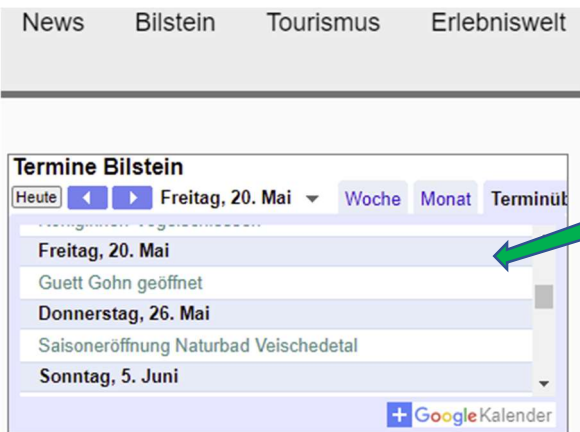 News Bilstein Tourismus Erlebniswelt
Termine Bilstein
Heute Freitag, 20. Mai Woche Monat Terminüb
Freitag, 20. Mai
Guett Gohn geöffnet
Donnerstag, 26. Mai
Saisoneröffnung Naturbad Veischedetal
Sonntag, 5. Juni
+ Google Kalender